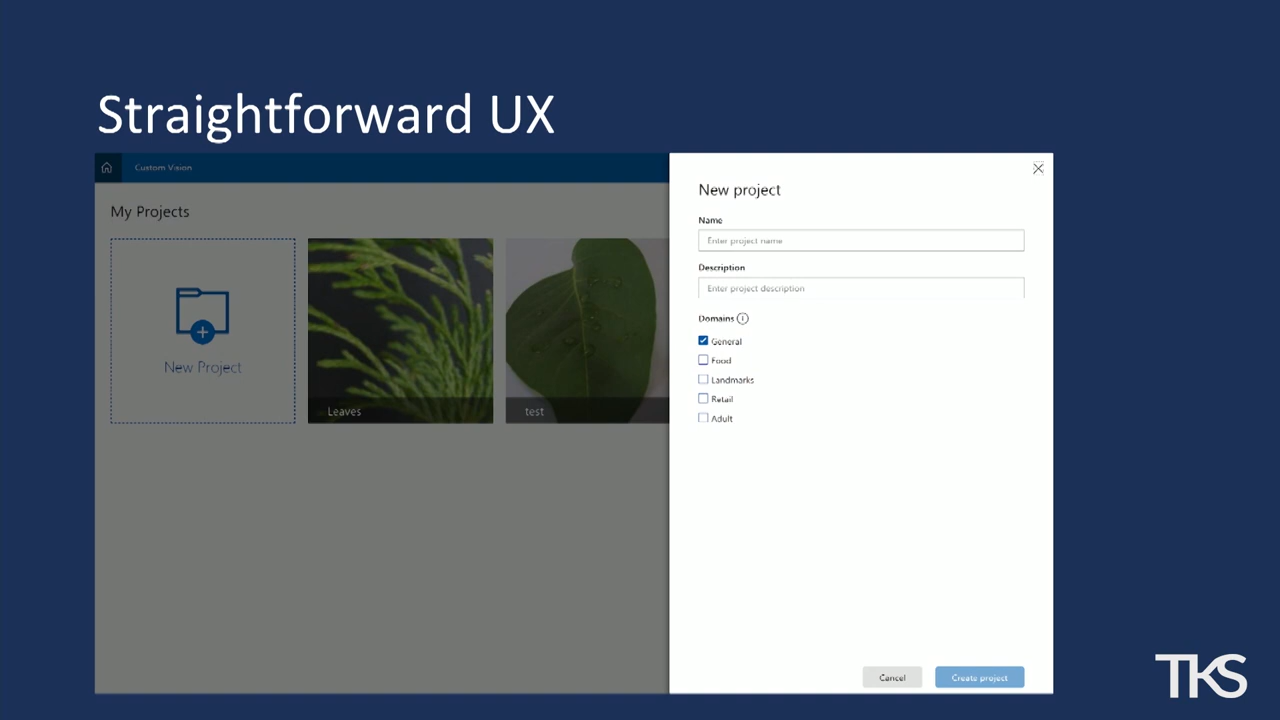 Straightforward UX
Custom Vision
My Projects
New Project
Leaves
test
New project
Name
Enter project name
Description
Enter project description
Domains
General
Food
Landmarks
Retail
Adult
Cancel
Create project
TKS